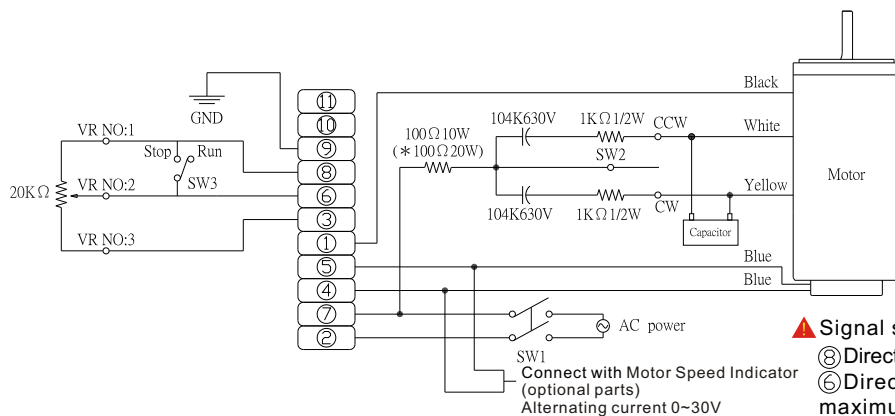 Black
⑪
GND
⑩
104K630V
1KΩ1/2W
CCW
White
VR NO:1
⑨
100Ω10W
(*100Ω20W)
Stop
Run
⑧
SW2
SW3
Motor
20KΩ
VR NO:2
⑥
Yellow
③
104K630V
1KΩ1/2W
CW
VR NO:3
①
Capacitor
⑤
Blue
④
Blue
⑦
AC power
②
SW1
Signal
⑧Direct
⑥Direc
maximu
Connect with Motor Speed Indicator
(optional parts)
Alternating current 0~30V